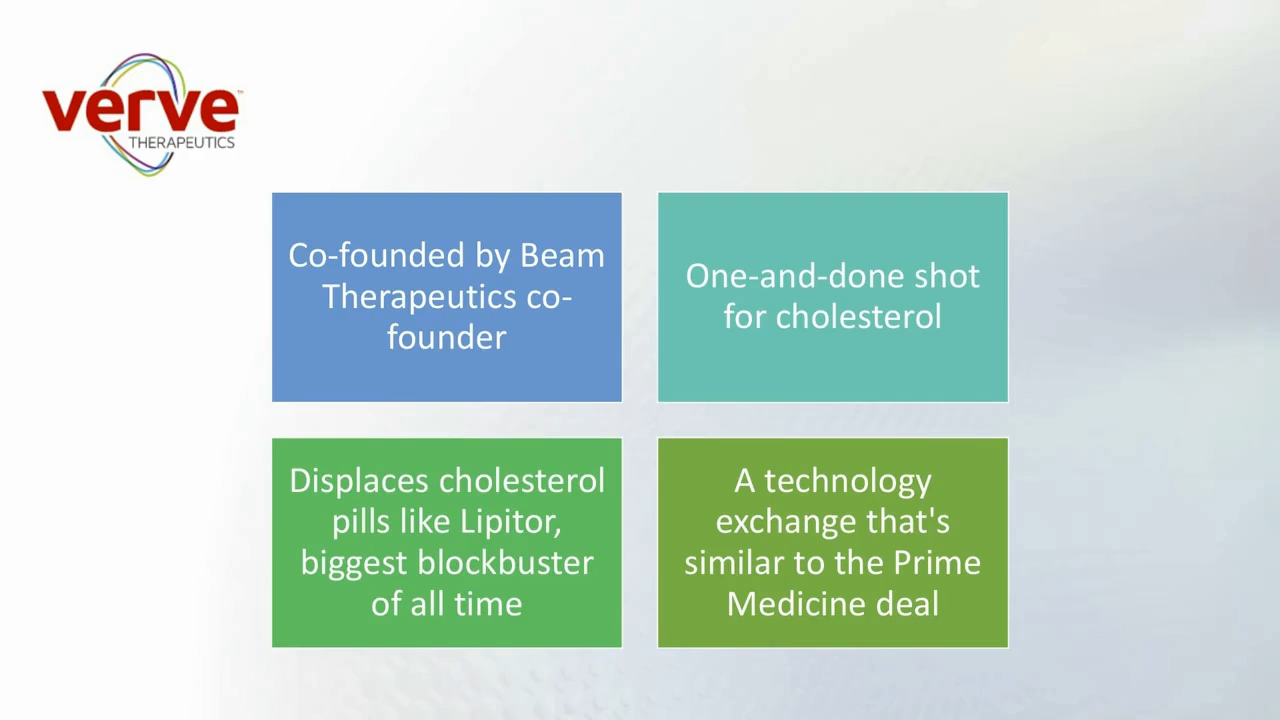 verve™
THERAPEUTICS
Co-founded by Beam
Therapeutics co-
founder
One-and-done shot
for cholesterol
Displaces cholesterol
pills like Lipitor,
biggest blockbuster
of all time
A technology
exchange that's
similar to the Prime
Medicine deal